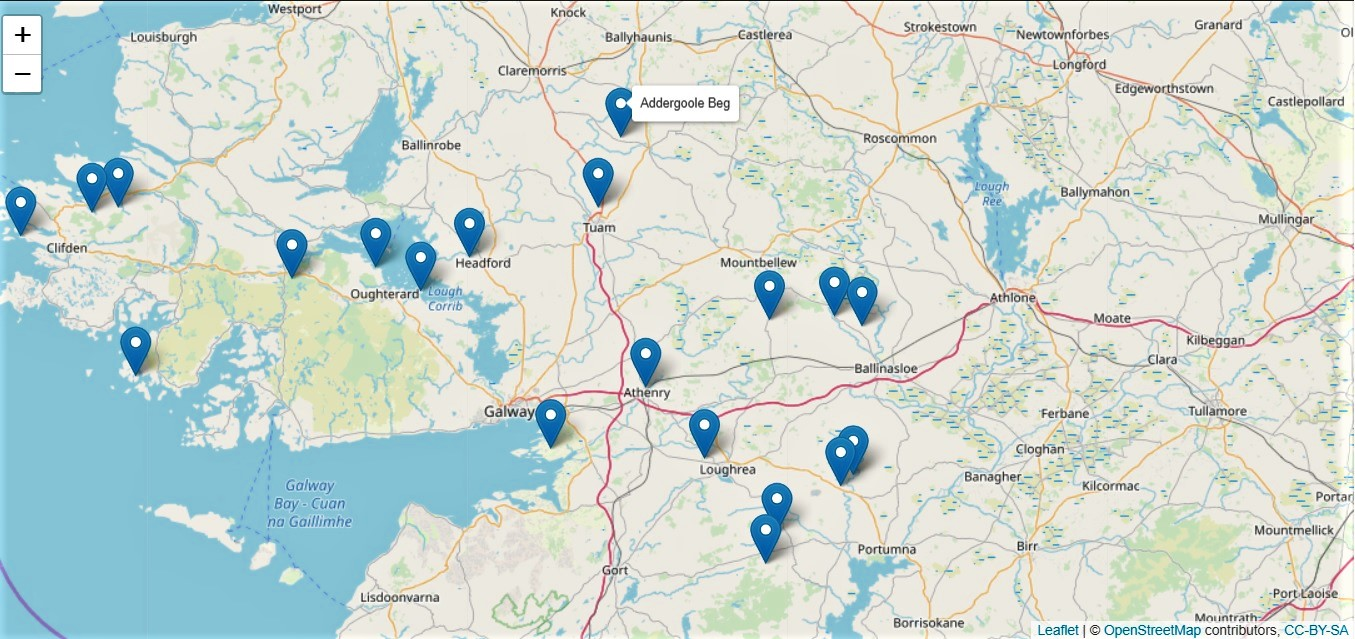 +
−
Westport
Knock
Louisburgh
Ballyhaunis
Castlerea
Strokestown
Newtownforbes
Granard
Claremorris
Longford
Edgeworthstown
Castlepollard
Addergoole Beg
Ballinrobe
Roscommon
Lough
Ree
Ballymahon
Mullingar
Tuam
Clifden
Headford
Mountbellew
Oughterard
Lough
Corrib
Athlone
Moate
Kilbeggan
Clara
Ballinasloe
Athenry
Galway
Ferbane
Tullamore
Cloghan
Loughrea
Banagher
Kilcormac
Galway
Bay - Cuan
na Gaillimhe
Portar
Mountmellick
Portumna
Birr
Gort
Lisdoonvarna
Port Laoise
Borrisokane
Mountrath
Leaflet | © OpenStreetMap contributors, CC-BY-SA